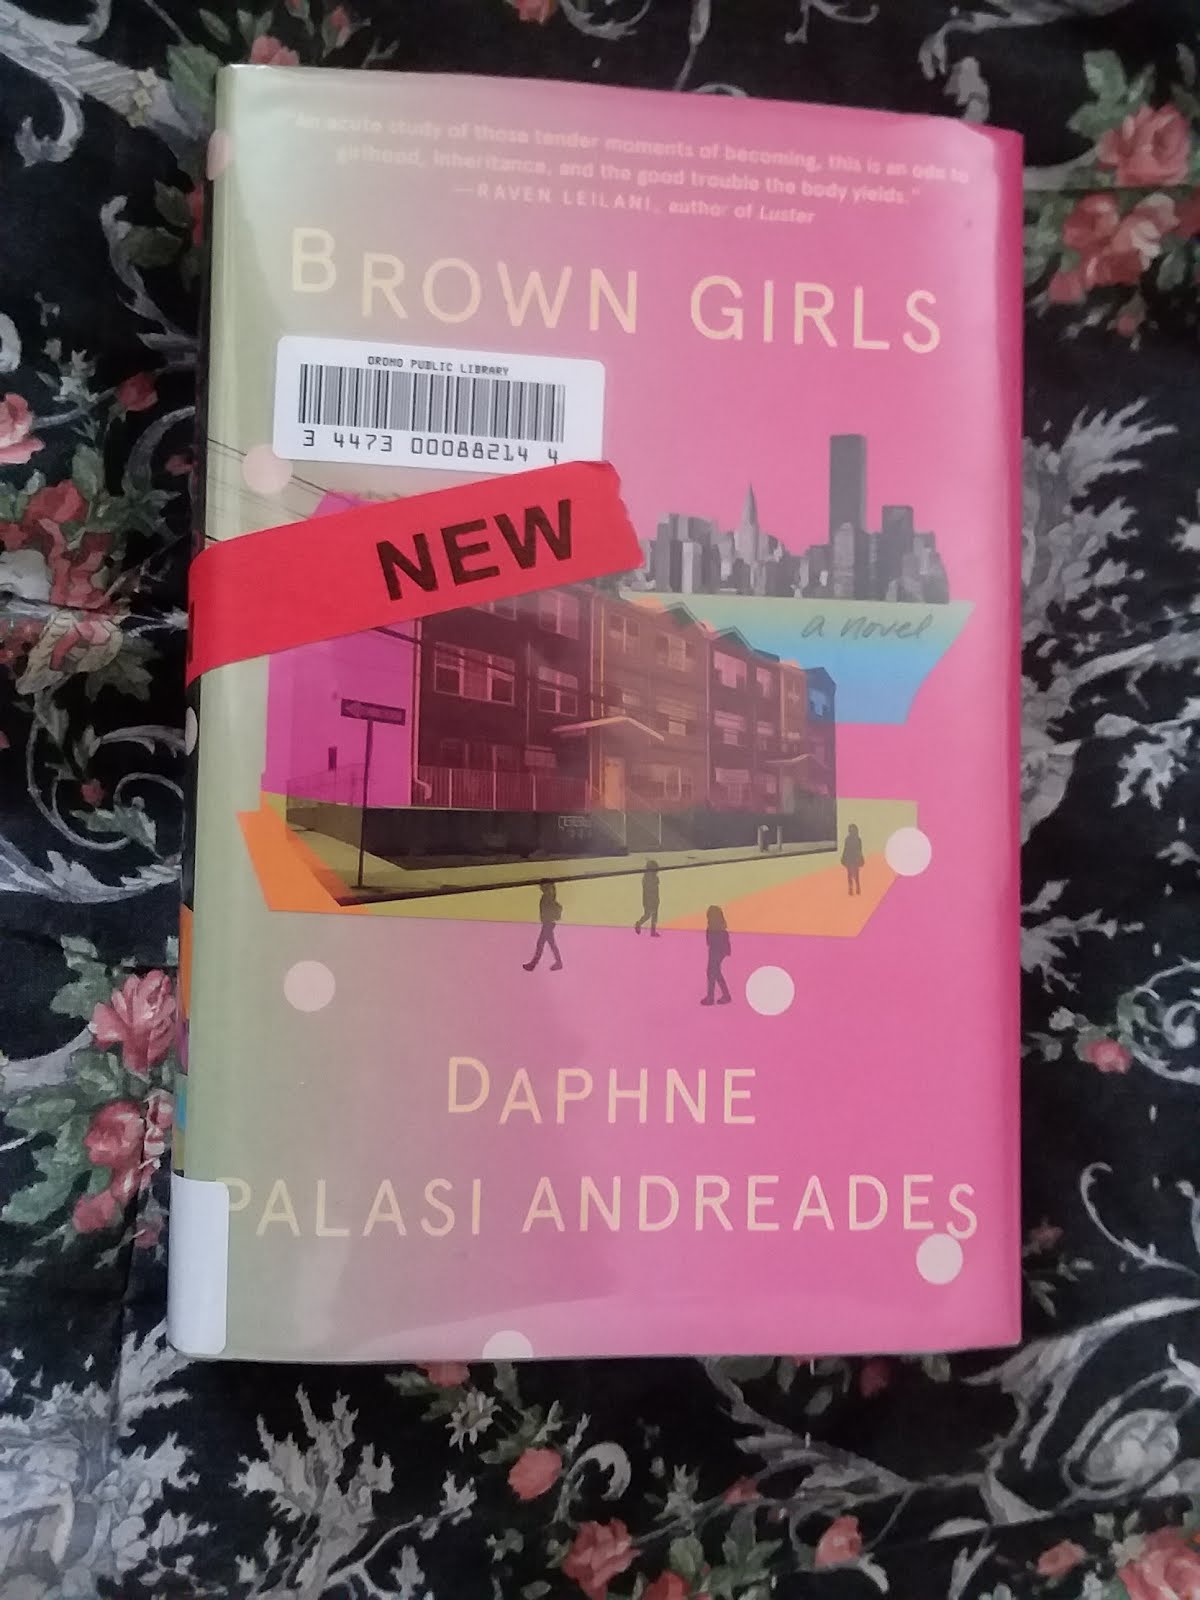 "An acute study of those tender moments of becoming, this is an ode to
girlhood, inheritance, and the good trouble the body yields."
—RAVEN LEILANI, author of Luster
BROWN GIRLS
ORONO PUBLIC LIBRARY
3 4473 00088214 4
NEW
a novel
DAPHNE
PALASI ANDREADES